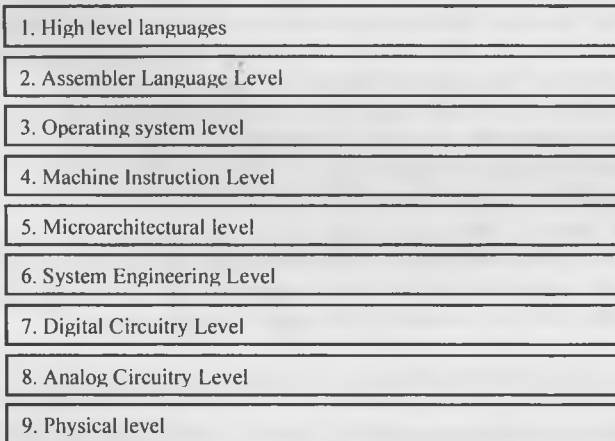 1. High level languages
2. Assembler Language Level
3. Operating system level
4. Machine Instruction Level
5. Microarchitectural level
6. System Engineering Level
7. Digital Circuitry Level
8. Analog Circuitry Level
9. Physical level